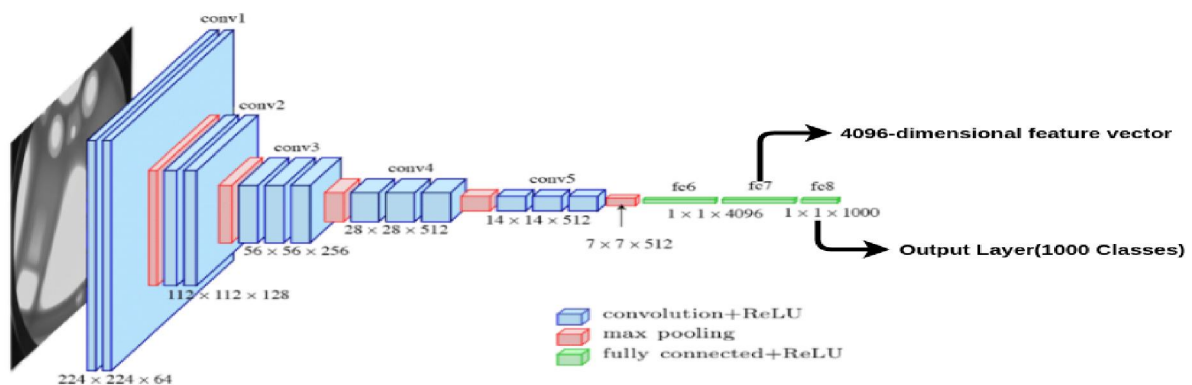 conv1
conv2
conv3
conv4
conv5
fc6
fc7
fc8
4096-dimensional feature vector
1 × 1 × 4096
1 × 1 × 1000
14 × 14 × 512
28 × 28 × 512
7 × 7 × 512
56 × 56 × 256
Output Layer(1000 Classes)
112 × 112 × 128
224 × 224 × 64
convolution+ReLU
max pooling
fully connected+ReLU